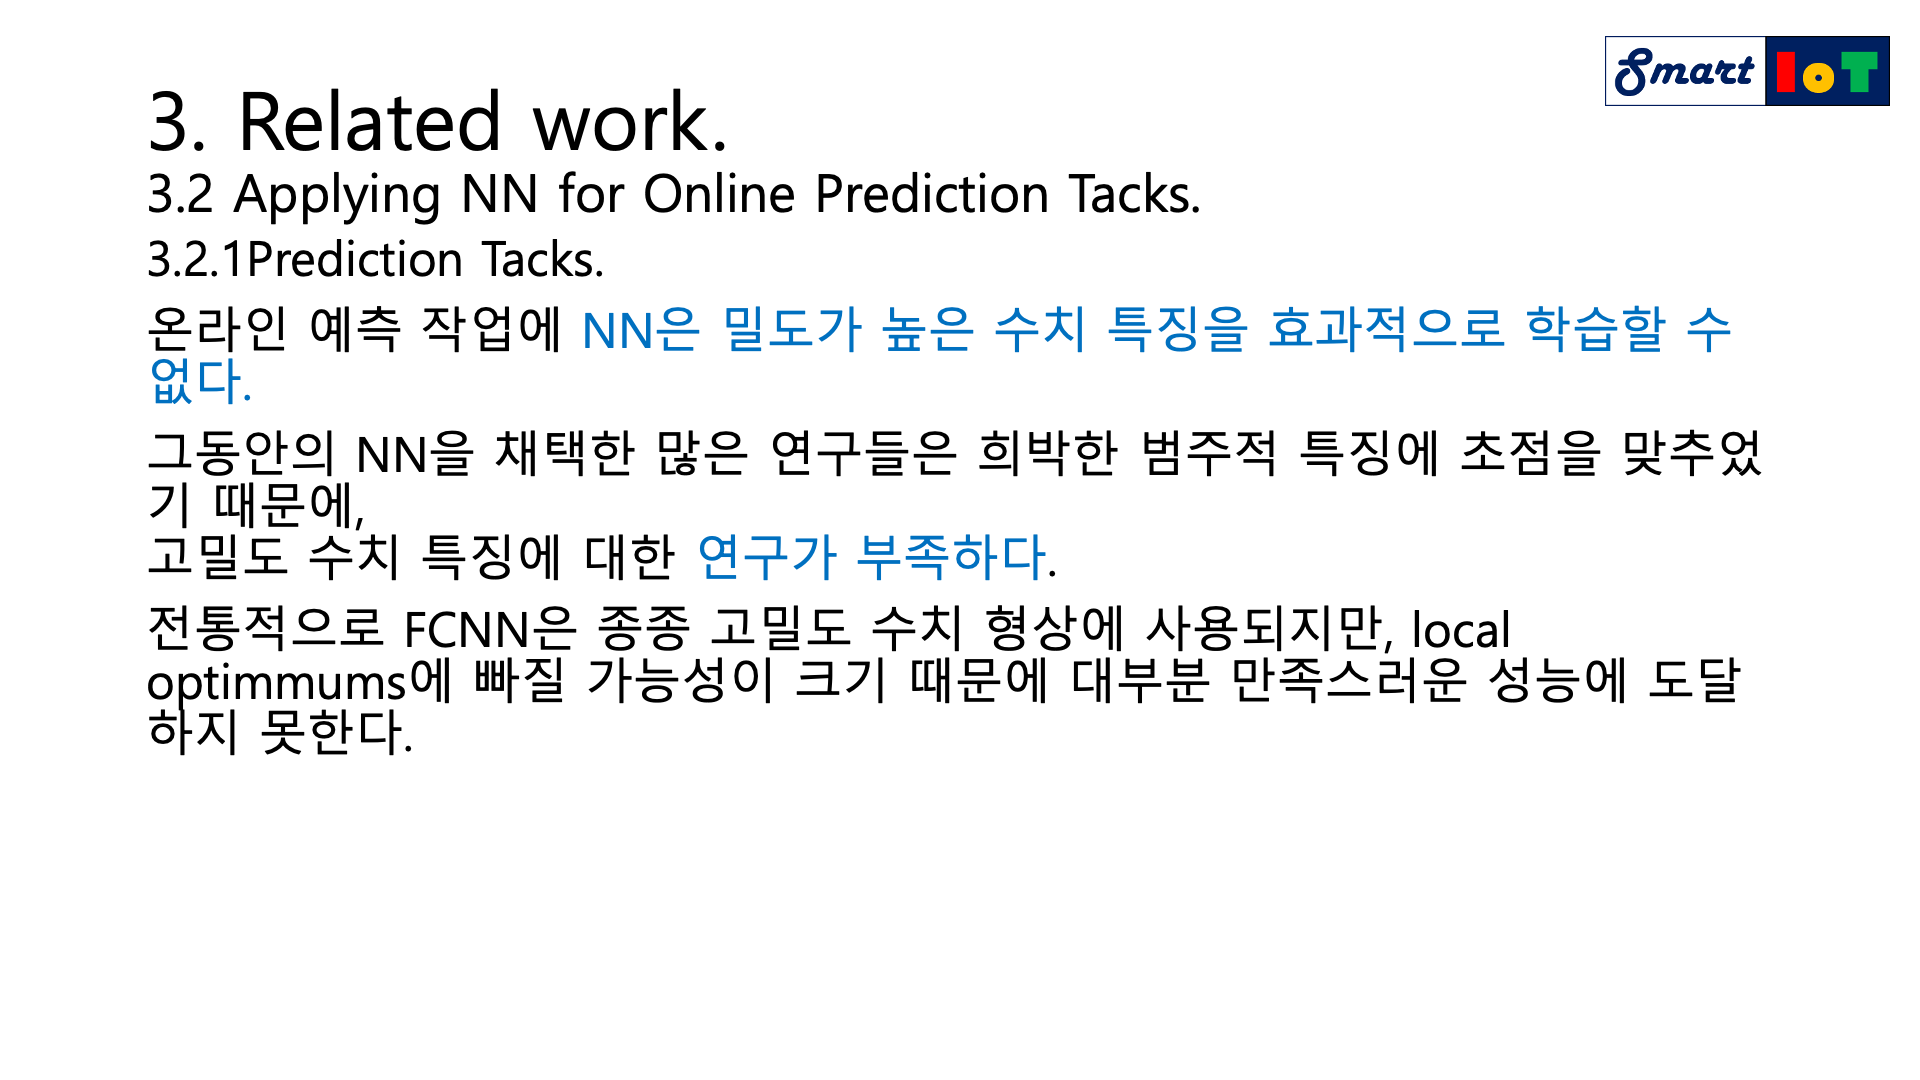 Smart IoT
3. Related work.
3.2 Applying NN for Online Prediction Tacks.
3.2.1Prediction Tacks.
온라인 예측 작업에 NN은 밀도가 높은 수치 특징을 효과적으로 학습할 수
없다.
그동안의 NN을 채택한 많은 연구들은 희박한 범주적 특징에 초점을 맞추었
기 때문에,
고밀도 수치 특징에 대한 연구가 부족하다.
전통적으로 FCNN은 종종 고밀도 수치 형상에 사용되지만, local
optimmums에 빠질 가능성이 크기 때문에 대부분 만족스러운 성능에 도달
하지 못한다.